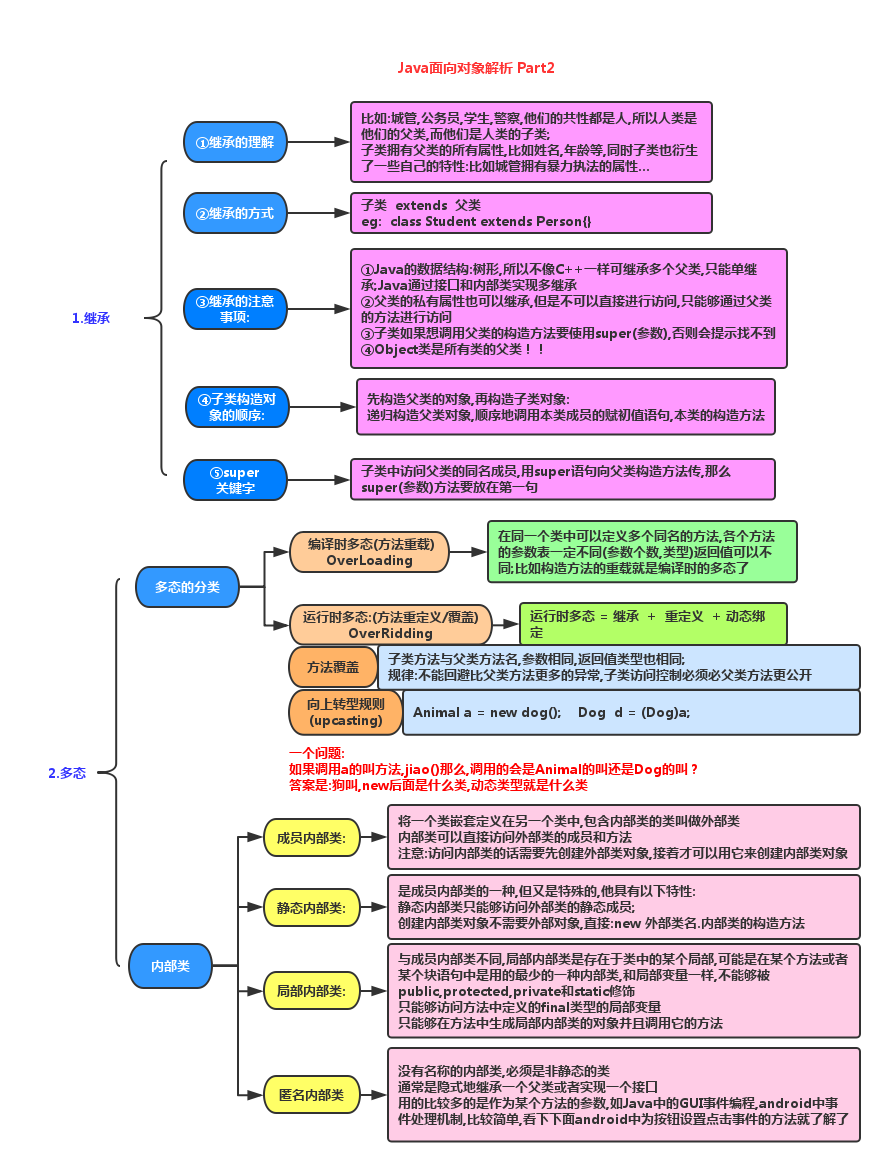 Java面向对象解析 Part2
1.继承
①继承的理解
比如:城管,公务员,学生,警察,他们的共性都是人,所以人类是
他们的父类,而他们是人类的子类;
子类拥有父类的所有属性,比如姓名,年龄等,同时子类也衍生
了一些自己的特性:比如城管拥有暴力执法的属性...
②继承的方式
子类 extends 父类
eg: class Student extends Person{}
③继承的注意
事项:
①Java的数据结构:树形,所以不像C++一样可继承多个父类,只能单继
承;Java通过接口和内部类实现多继承
②父类的私有属性也可以继承,但是不可以直接进行访问,只能够通过父类
的方法进行访问
③子类如果想调用父类的构造方法要使用super(参数),否则会提示找不到
④Object类是所有类的父类！！
④子类构造对
象的顺序:
先构造父类的对象,再构造子类对象:
递归构造父类对象,顺序地调用本类成员的赋初值语句,本类的构造方法
⑤super
关键字
子类中访问父类的同名成员,用super语句向父类构造方法传,那么
super(参数)方法要放在第一句
2.多态
多态的分类
编译时多态(方法重载)
OverLoading
在同一个类中可以定义多个同名的方法,各个方法
的参数表一定不同(参数个数,类型)返回值可以不
同;比如构造方法的重载就是编译时的多态了
运行时多态:(方法重定义/覆盖)
OverRidding
运行时多态 = 继承 + 重定义 + 动态绑
定
方法覆盖
子类方法与父类方法名,参数相同,返回值类型也相同;
规律:不能回避比父类方法更多的异常,子类访问控制必须必父类方法更公开
向上转型规则
(upcasting)
Animal a = new dog(); Dog d = (Dog)a;
一个问题:
如果调用a的叫方法,jiao()那么,调用的会是Animal的叫还是Dog的叫？
答案是:狗叫,new后面是什么类,动态类型就是什么类
内部类
成员内部类:
将一个类嵌套定义在另一个类中,包含内部类的类叫做外部类
内部类可以直接访问外部类的成员和方法
注意:访问内部类的话需要先创建外部类对象,接着才可以用它来创建内部类对象
静态内部类:
是成员内部类的一种,但又是特殊的,他具有以下特性:
静态内部类只能够访问外部类的静态成员;
创建内部类对象不需要外部类对象,直接:new 外部类名.内部类的构造方法
局部内部类:
与成员内部类不同,局部内部类是存在于类中的某个局部,可能是在某个方法或者
某个块语句中是用的最少的一种内部类,和局部变量一样,不能够被
public,protected,private和static修饰
只能够访问方法中定义的final类型的局部变量
只能够在方法中生成局部内部类的对象并且调用它的方法
匿名内部类
没有名称的内部类,必须是非静态的类
通常是隐式地继承一个父类或者实现一个接口
用的比较多的是作为某个方法的参数,如Java中的GUI事件编程,android中事
件处理机制,比较简单,看下下面android中为按钮设置点击事件的方法就了解了